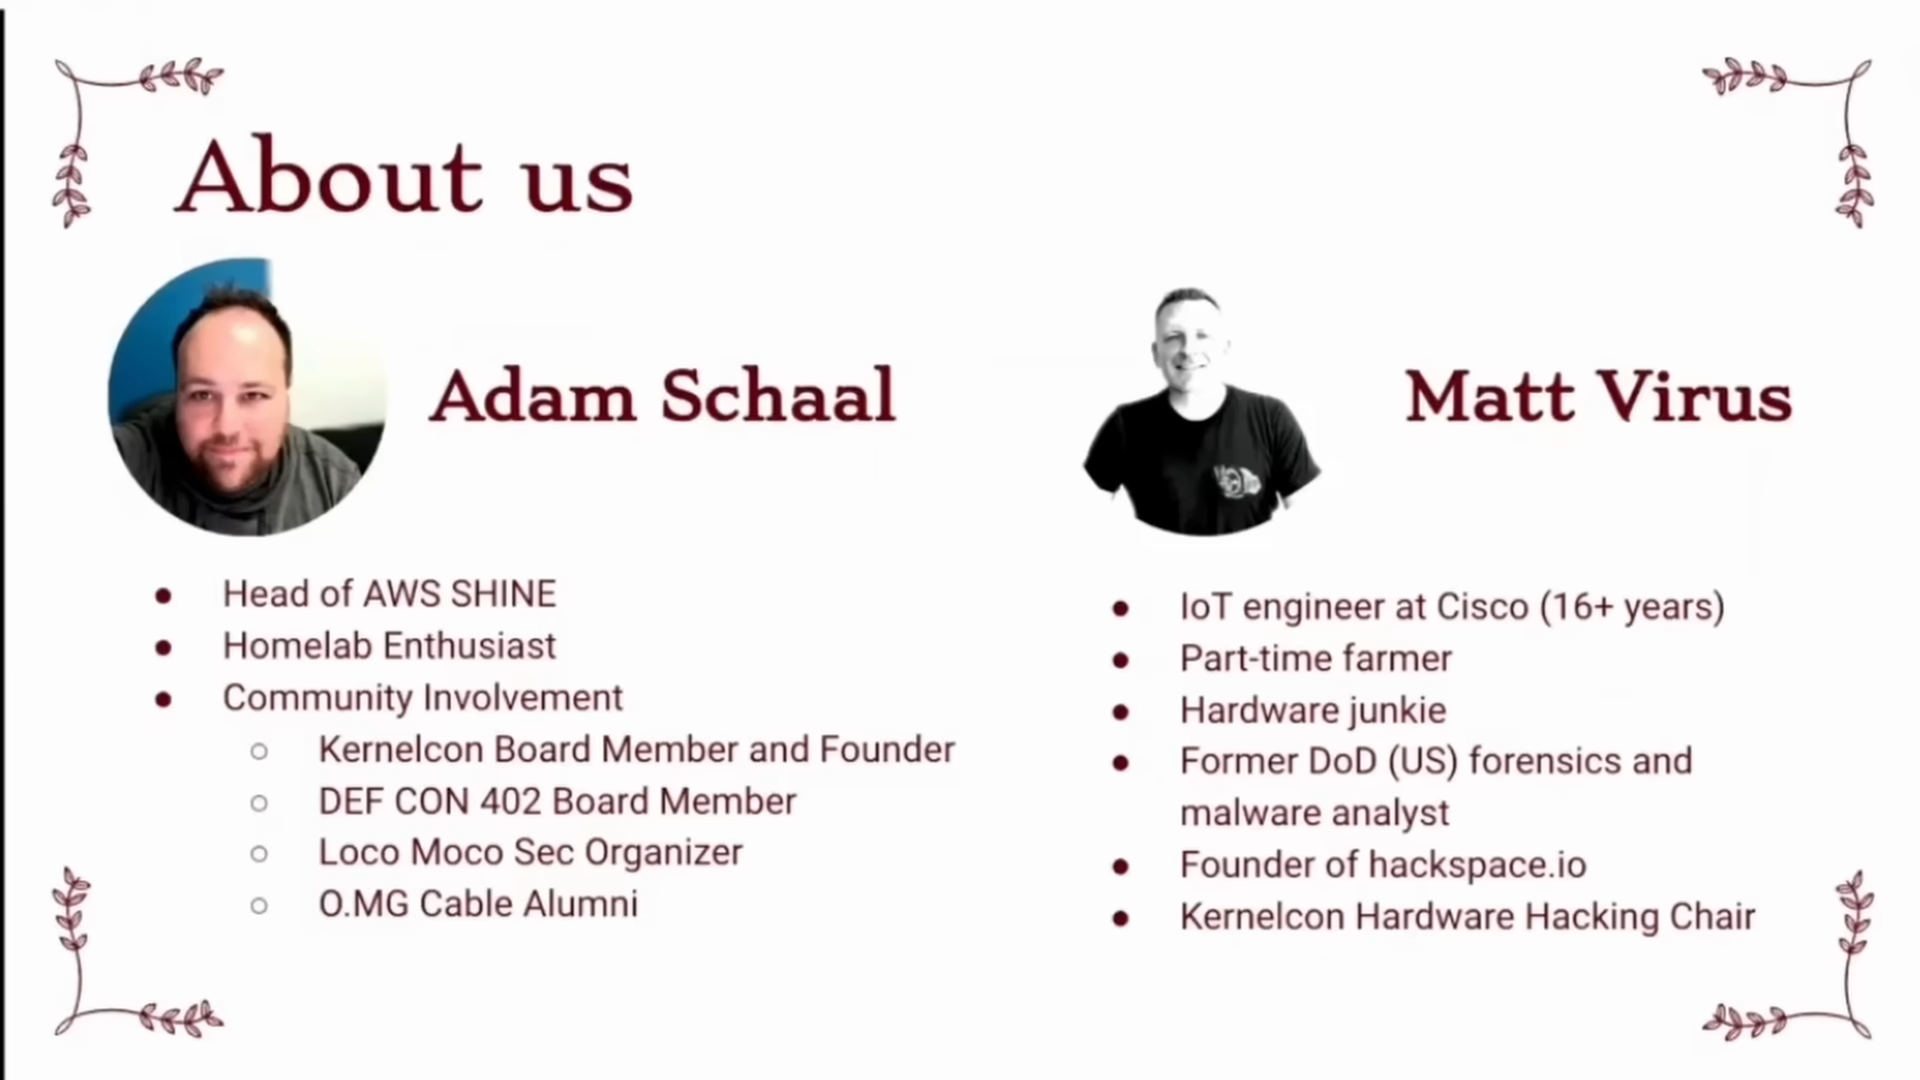 About us
Adam Schaal
Head of AWS SHINE
Homelab Enthusiast
Community Involvement
Kernelcon Board Member and Founder
DEF CON 402 Board Member
Loco Moco Sec Organizer
O.MG Cable Alumni
Matt Virus
IoT engineer at Cisco (16+ years)
Part-time farmer
Hardware junkie
Former DoD (US) forensics and
malware analyst
Founder of hackspace.io
Kernelcon Hardware Hacking Chair